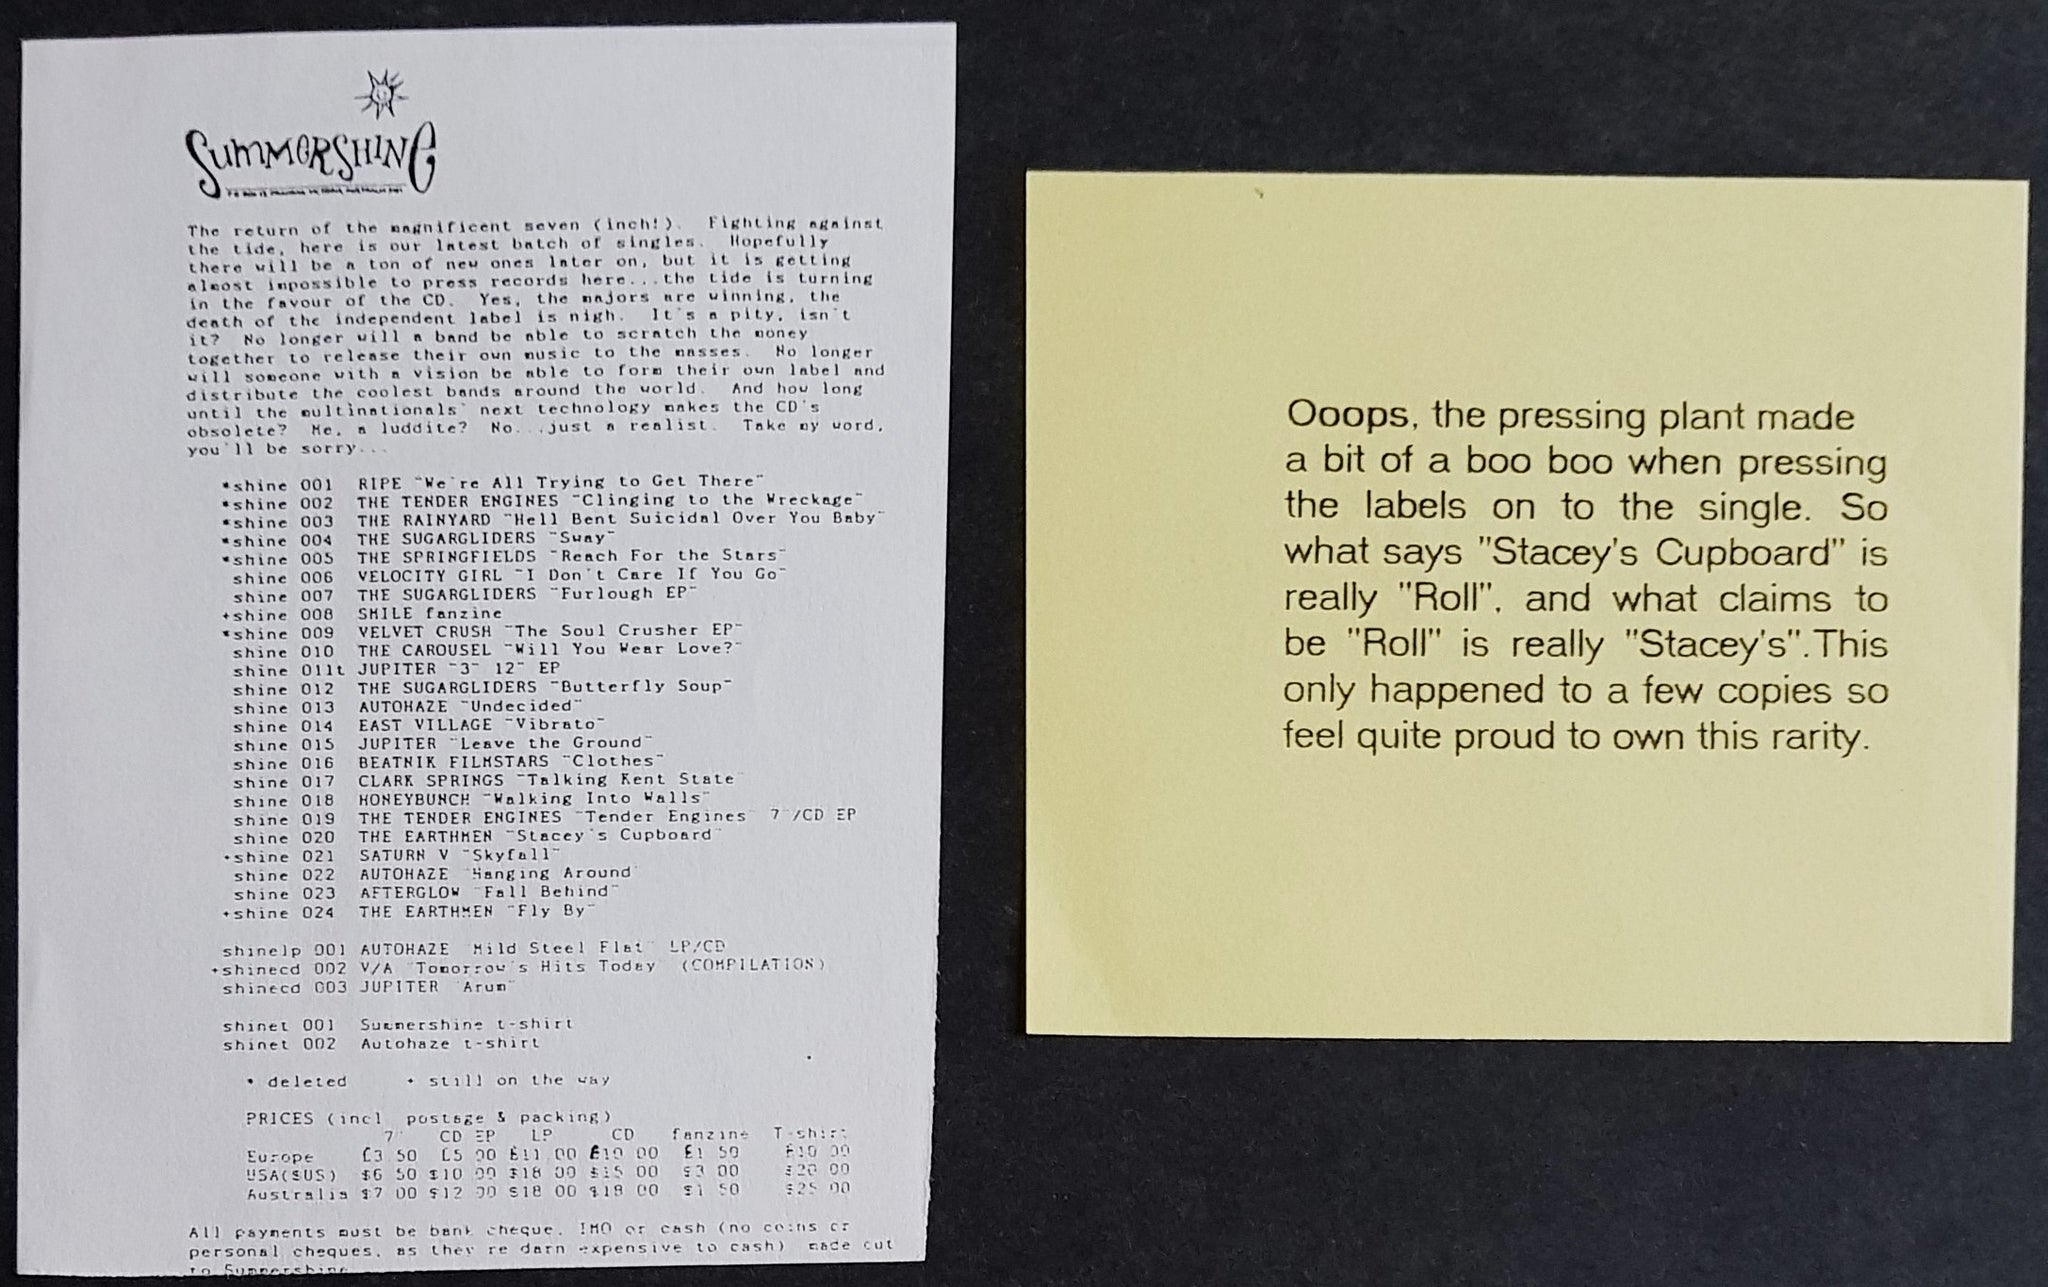 SUMMERSHINE
The return of the magnificent seven (inch!). Fighting against
the tide, here is our latest batch of singles. Hopefully
there will be a ton of new ones later on, but it is getting
almost impossible to press records here...the tide is turning
in the favour of the CD. Yes, the majors are winning, the
death of the independent label is nigh. It's a pity, isn't
it? No longer will a band be able to scratch the money
together to release their own music to the masses. No longer
will someone with a vision be able to form their own label and
distribute the coolest bands around the world. And how long
until the multinationals' next technology makes the CD's
obsolete? Me, a luddite? No...just a realist. Take my word,
you'll be sorry...
*shine 001 RIPE "We're All Trying to Get There"
*shine 002 THE TENDER ENGINES "Clinging to the Wreckage"
*shine 003 THE RAINYARD "Hell Bent Suicidal Over You Baby"
*shine 004 THE SUGARGLIDERS "Sway"
*shine 005 THE SPRINGFIELDS "Reach For the Stars"
shine 006 VELOCITY GIRL "I Don't Care If You Go"
shine 007 THE SUGARGLIDERS "Furlough EP"
+shine 008 SMILE fanzine
*shine 009 VELVET CRUSH "The Soul Crusher EP"
shine 010 THE CAROUSEL "Will You Wear Love?"
shine 011t JUPITER "3" 12" EP
shine 012 THE SUGARGLIDERS "Butterfly Soup"
shine 013 AUTOHAZE "Undecided"
shine 014 EAST VILLAGE "Vibrato"
shine 015 JUPITER "Leave the Ground"
shine 016 BEATNIK FILMSTARS "Clothes"
shine 017 CLARK SPRINGS "Talking Kent State"
shine 018 HONEYBUNCH "Walking Into Walls"
shine 019 THE TENDER ENGINES "Tender Engines" 7"/CD EP
shine 020 THE EARTHMEN "Stacey's Cupboard"
+shine 021 SATURN V "Skyfall"
shine 022 AUTOHAZE "Hanging Around"
shine 023 AFTERGLOW "Fall Behind"
+shine 024 THE EARTHMEN "Fly By"
shinelp 001 AUTOHAZE "Mild Steel Flat" LP/CD
+shinecd 002 V/A "Tomorrow's Hits Today" (COMPILATION)
shinecd 003 JUPITER "Arum"
shinet 001 Summershine t-shirt
shinet 002 Autohaze t-shirt
* deleted + still on the way
PRICES (incl. postage & packing)
7" CD EP LP CD fanzine T-shirt
Europe £3.50 £5.00 £11.00 £10.00 £1.50 £10.00
USA($US) $6.50 $10.00 $18.00 $15.00 $3.00 $20.00
Australia $7.00 $12.00 $18.00 $18.00 $1.50 $25.00
All payments must be bank cheque, IMO or cash (no coins or
personal cheques, as they're darn expensive to cash) made out
to Summershine
Ooops, the pressing plant made
a bit of a boo boo when pressing
the labels on to the single. So
what says "Stacey's Cupboard" is
really "Roll", and what claims to
be "Roll" is really "Stacey's".This
only happened to a few copies so
feel quite proud to own this rarity.